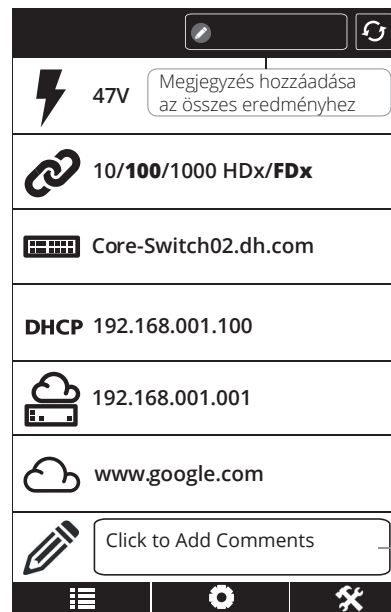 47V
Megjegyzés hozzáadása
az összes eredményhez
10/100/1000 HDx/FDx
Core-Switch02.dh.com
DHCP 192.168.001.100
192.168.001.001
www.google.com
Click to Add Comments